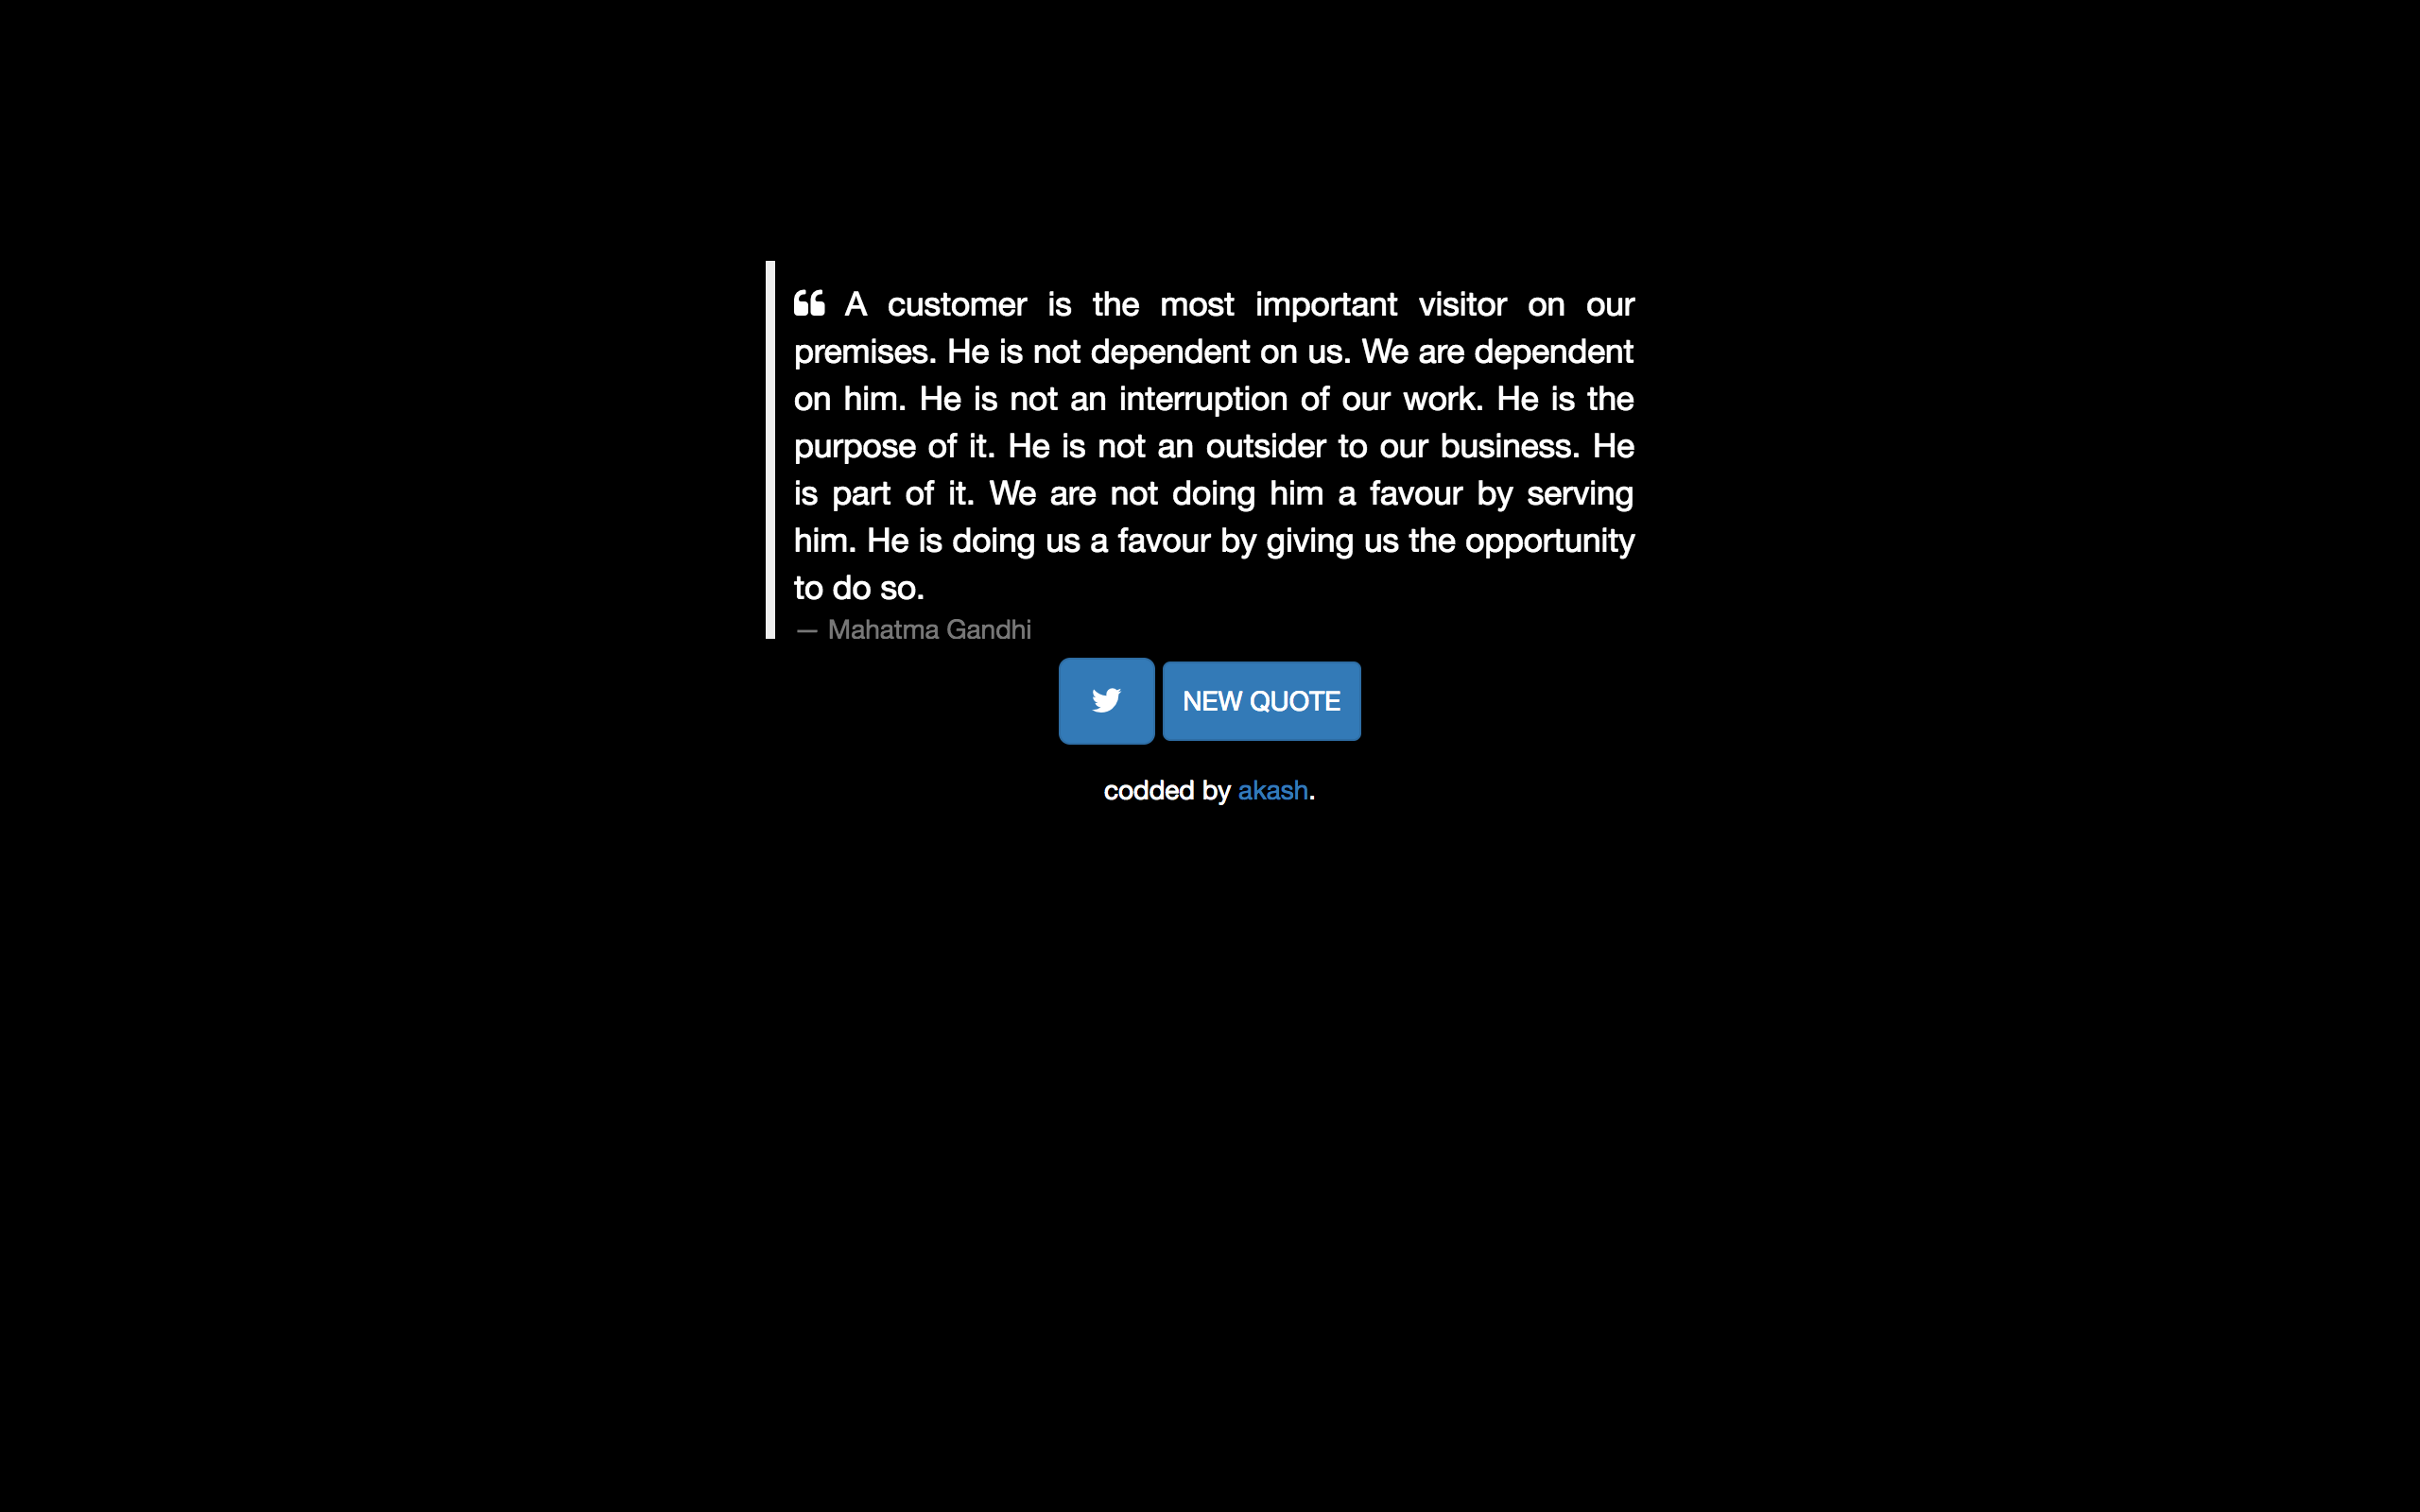 “ A customer is the most important visitor on our
premises. He is not dependent on us. We are dependent
on him. He is not an interruption of our work. He is the
purpose of it. He is not an outsider to our business. He
is part of it. We are not doing him a favour by serving
him. He is doing us a favour by giving us the opportunity
to do so.
— Mahatma Gandhi
NEW QUOTE
codded by akash.